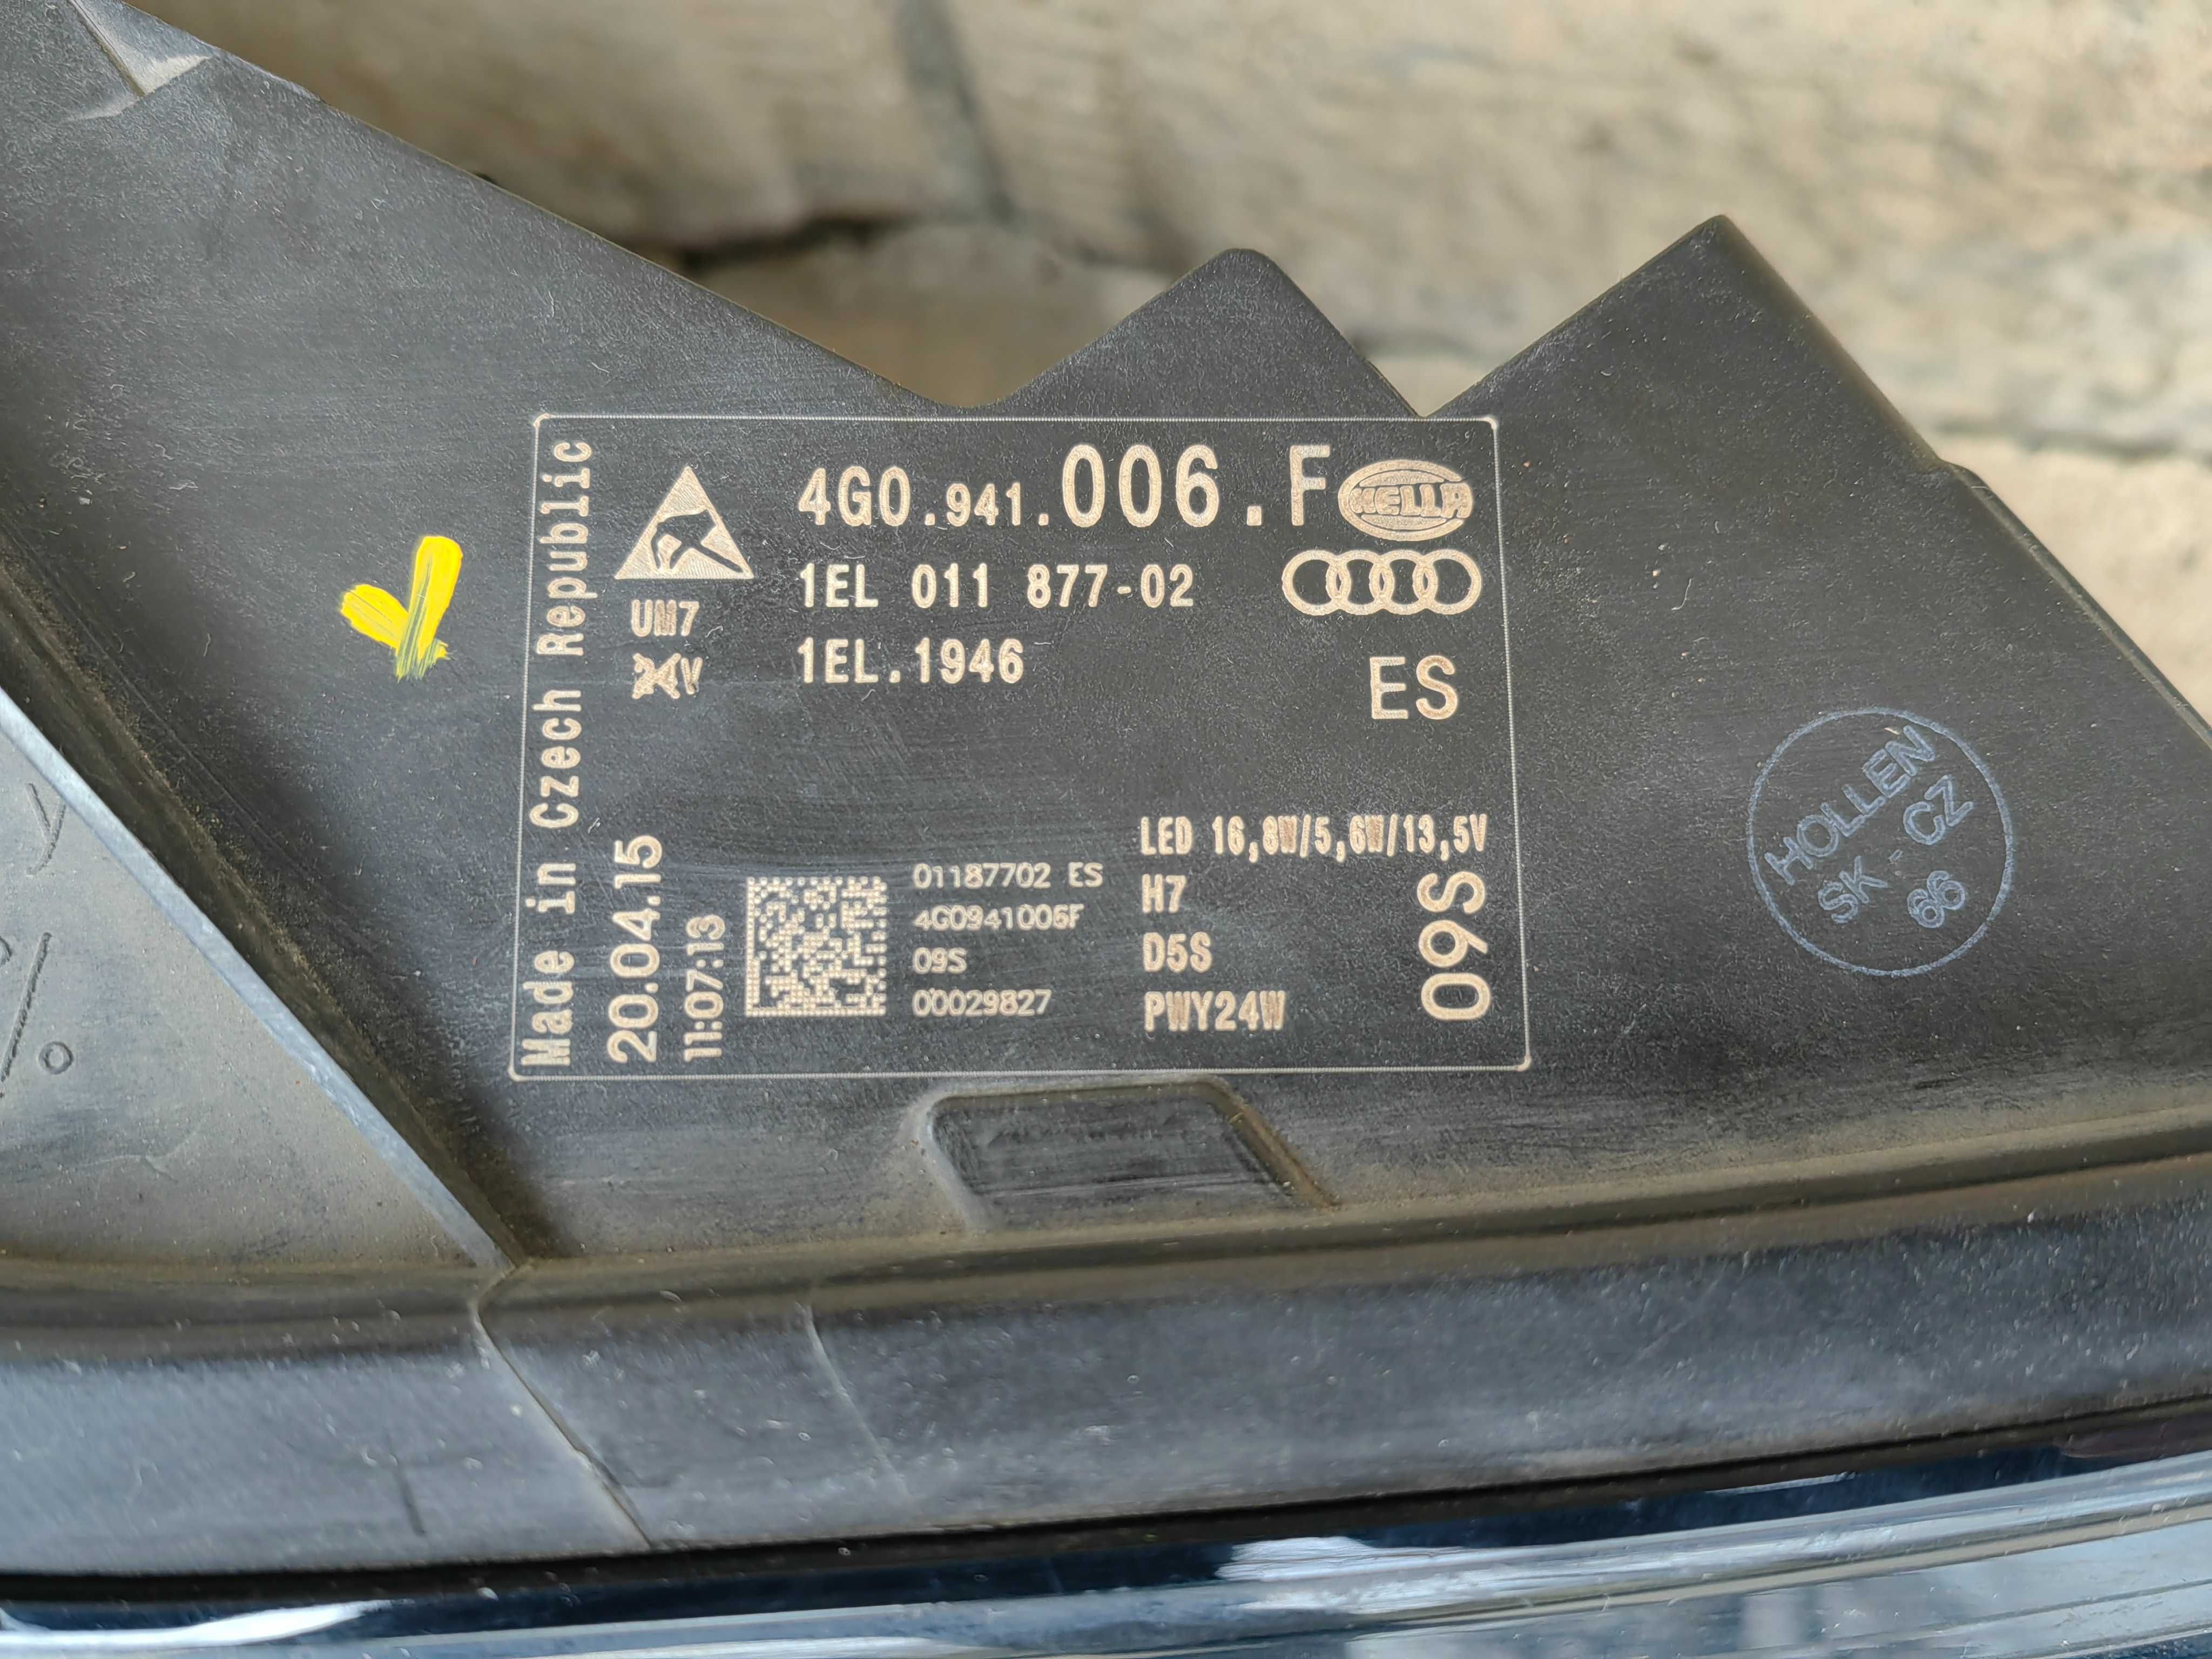 Made in Czech Republic
4G0.941.006.F
HELLA
1EL 011 877-02
UM7
1EL.1946
ES
20.04.15
11:07:13
01187702 ES
4G0941006F
09S
00029827
LED 16,8W/5,6W/13,5V
H7
D5S
PWY24W
09S
HOLLEN
SK - CZ
66